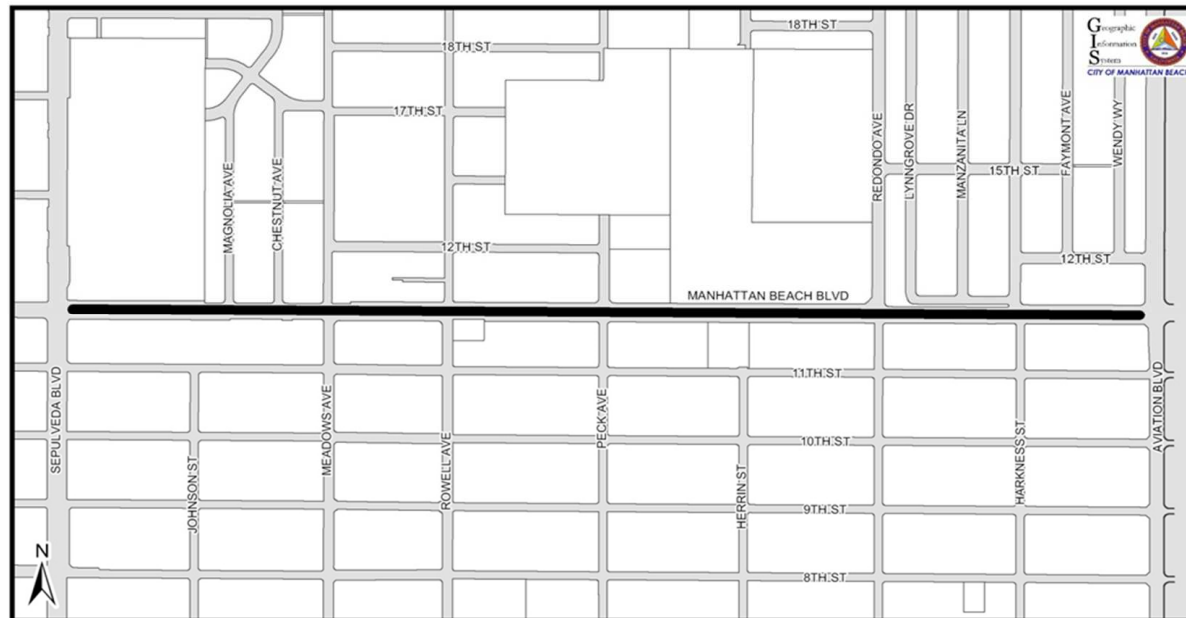 18TH ST
18TH ST
Geographic
Information
System
CITY OF MANHATTAN BEACH
17TH ST
MAGNOLIA AVE
CHESTNUT AVE
REDONDO AVE
LYNNGROVE DR
MANZANITA LN
FAYMONT AVE
WENDY WY
15TH ST
12TH ST
12TH ST
MANHATTAN BEACH BLVD
SEPULVEDA BLVD
JOHNSON ST
MEADOWS AVE
ROWELL AVE
PECK AVE
HERRIN ST
HARKNESS ST
AVIATION BLVD
11TH ST
10TH ST
9TH ST
8TH ST
N